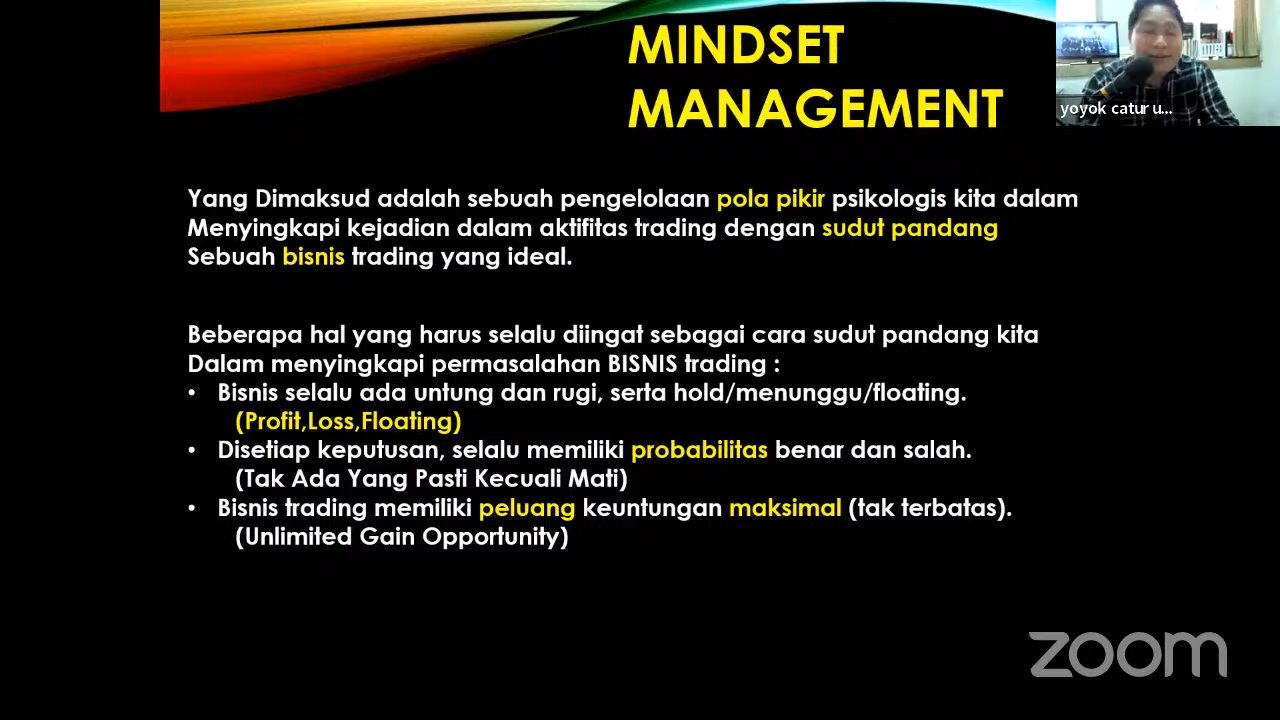 MINDSET
MANAGEMENT
yoyok catur u...
Yang Dimaksud adalah sebuah pengelolaan pola pikir psikologis kita dalam
Menyingkapi kejadian dalam aktifitas trading dengan sudut pandang
Sebuah bisnis trading yang ideal.
Beberapa hal yang harus selalu diingat sebagai cara sudut pandang kita
Dalam menyingkapi permasalahan BISNIS trading :
• Bisnis selalu ada untung dan rugi, serta hold/menunggu/floating.
(Profit,Loss,Floating)
• Disetiap keputusan, selalu memiliki probabilitas benar dan salah.
(Tak Ada Yang Pasti Kecuali Mati)
• Bisnis trading memiliki peluang keuntungan maksimal (tak terbatas).
(Unlimited Gain Opportunity)
zoom